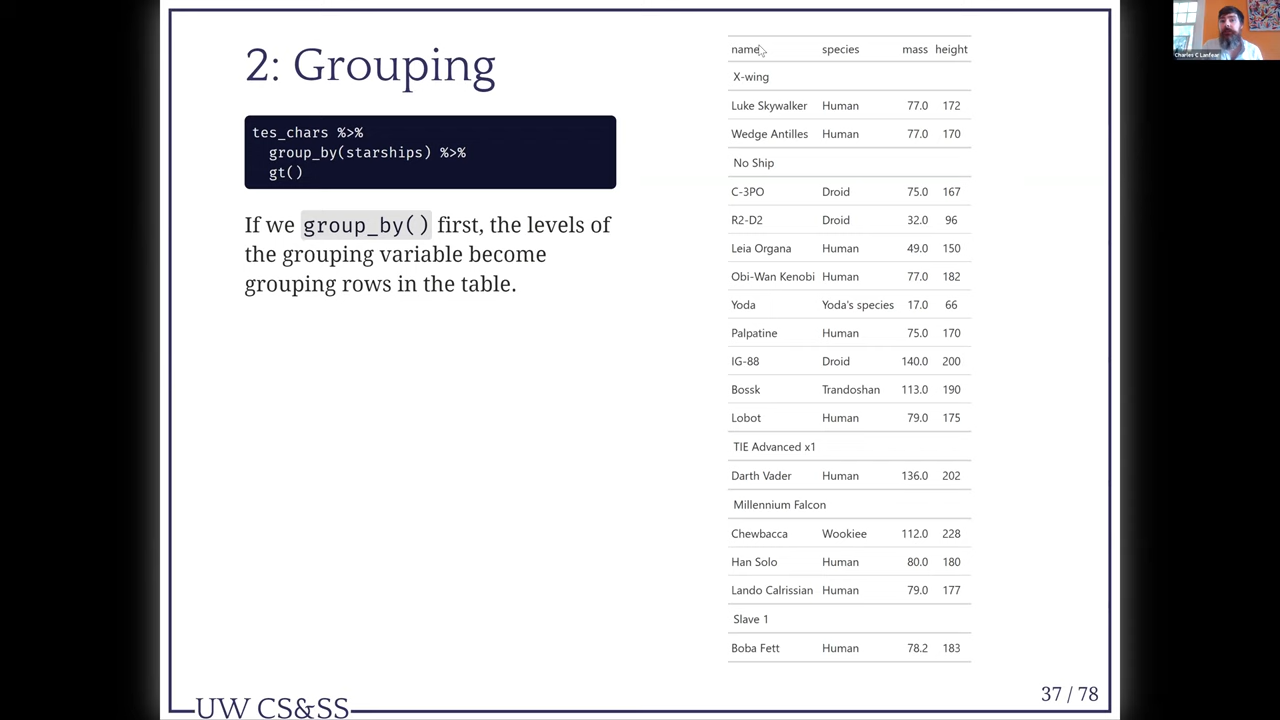 2: Grouping
tes_chars %>%
group_by(starships) %>%
gt()
If we group_by() first, the levels of
the grouping variable become
grouping rows in the table.
name species mass height
X-wing
Luke Skywalker Human 77.0 172
Wedge Antilles Human 77.0 170
No Ship
C-3PO Droid 75.0 167
R2-D2 Droid 32.0 96
Leia Organa Human 49.0 150
Obi-Wan Kenobi Human 77.0 182
Yoda Yoda's species 17.0 66
Palpatine Human 75.0 170
IG-88 Droid 140.0 200
Bossk Trandoshan 113.0 190
Lobot Human 79.0 175
TIE Advanced x1
Darth Vader Human 136.0 202
Millennium Falcon
Chewbacca Wookiee 112.0 228
Han Solo Human 80.0 180
Lando Calrissian Human 79.0 177
Slave 1
Boba Fett Human 78.2 183
37 / 78
UW CS&SS
Charles C Lanfear